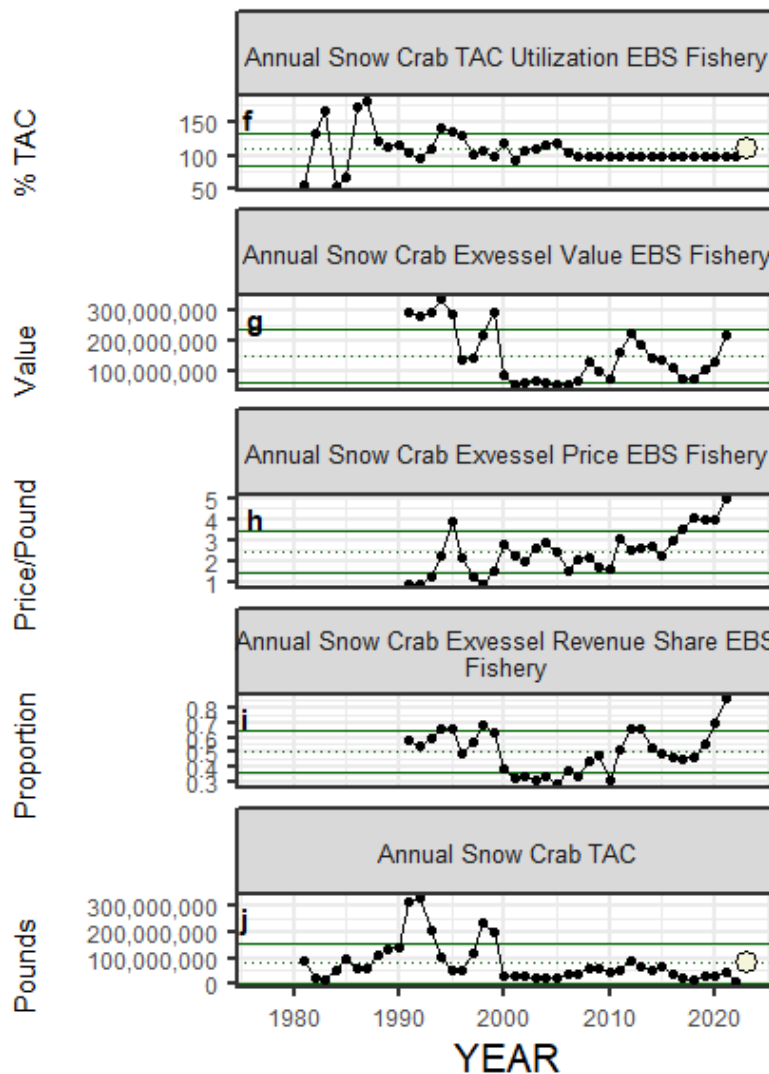 Annual Snow Crab TAC Utilization EBS Fishery
% TAC
f
150
100
50
Annual Snow Crab Exvessel Value EBS Fishery
Value
g
300,000,000
200,000,000
100,000,000
Annual Snow Crab Exvessel Price EBS Fishery
Price/Pound
h
5
4
3
2
1
Annual Snow Crab Exvessel Revenue Share EBS
Fishery
Proportion
i
0.8
0.7
0.6
0.5
0.4
0.3
Annual Snow Crab TAC
Pounds
j
300,000,000
200,000,000
100,000,000
0
1980 1990 2000 2010 2020
YEAR